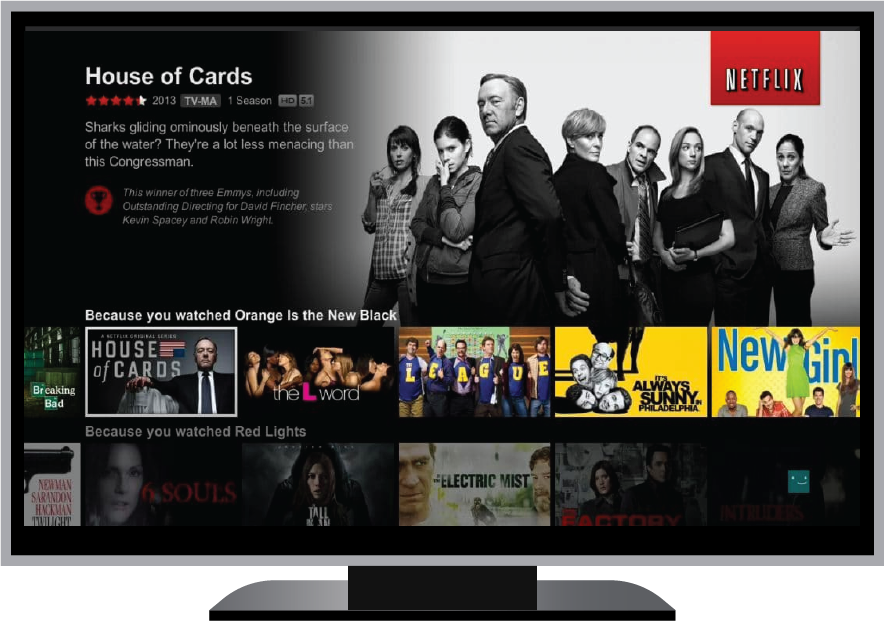 House of Cards
NETFLIX
2013 TV-MA 1 Season HD 5.1
Sharks gliding ominously beneath the surface
of the water? They're a lot less menacing than
this Congressman.
This winner of three Emmys, including
Outstanding Directing for David Fincher, stars
Kevin Spacey and Robin Wright.
Because you watched Orange Is the New Black
Breaking
Bad
A NETFLIX ORIGINAL SERIES
HOUSE
of CARDS
the L word
LEAGUE
IT'S
ALWAYS
SUNNY IN
PHILADELPHIA
New Girl
Because you watched Red Lights
NEWMAN
SARANDON
HACKMAN
TWILIGHT
6 SOULS
TALL
MAN
THE ELECTRIC MIST
THE
FACTORY
INTRUDERS